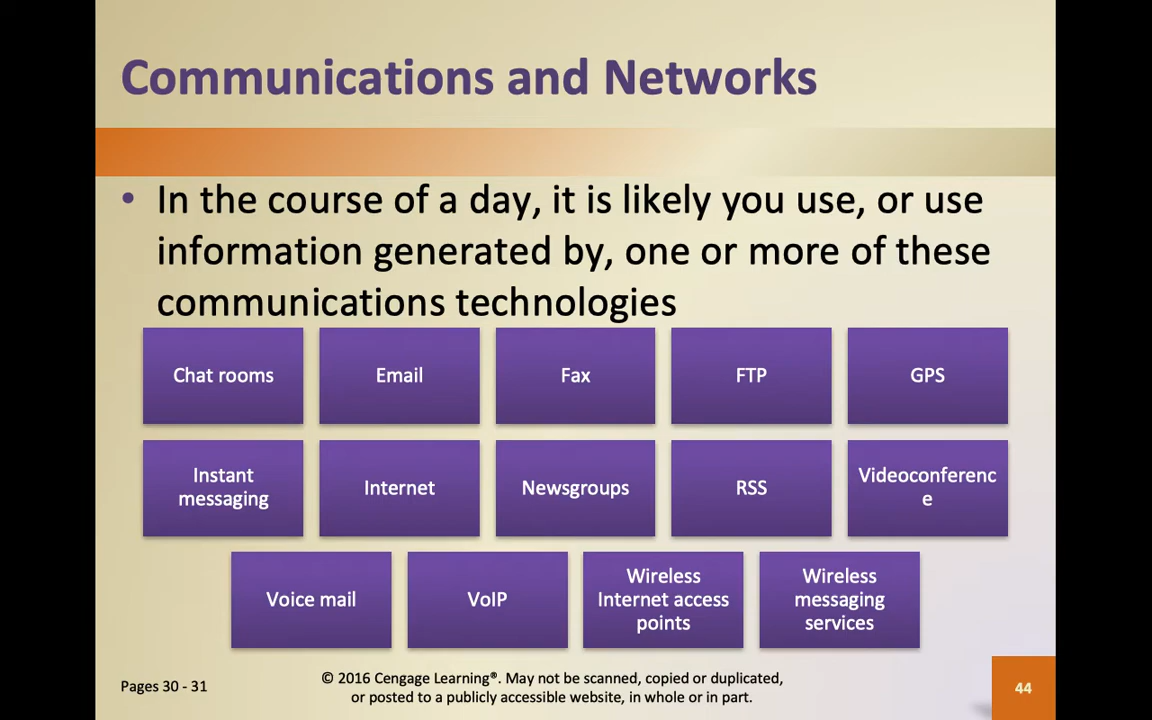 Communications and Networks
• In the course of a day, it is likely you use, or use
information generated by, one or more of these
communications technologies
Chat rooms
Email
Fax
FTP
GPS
Instant
messaging
Internet
Newsgroups
RSS
Videoconferenc
e
Voice mail
VoIP
Wireless
Internet access
points
Wireless
messaging
services
Pages 30 - 31
© 2016 Cengage Learning®. May not be scanned, copied or duplicated,
or posted to a publicly accessible website, in whole or in part.
44